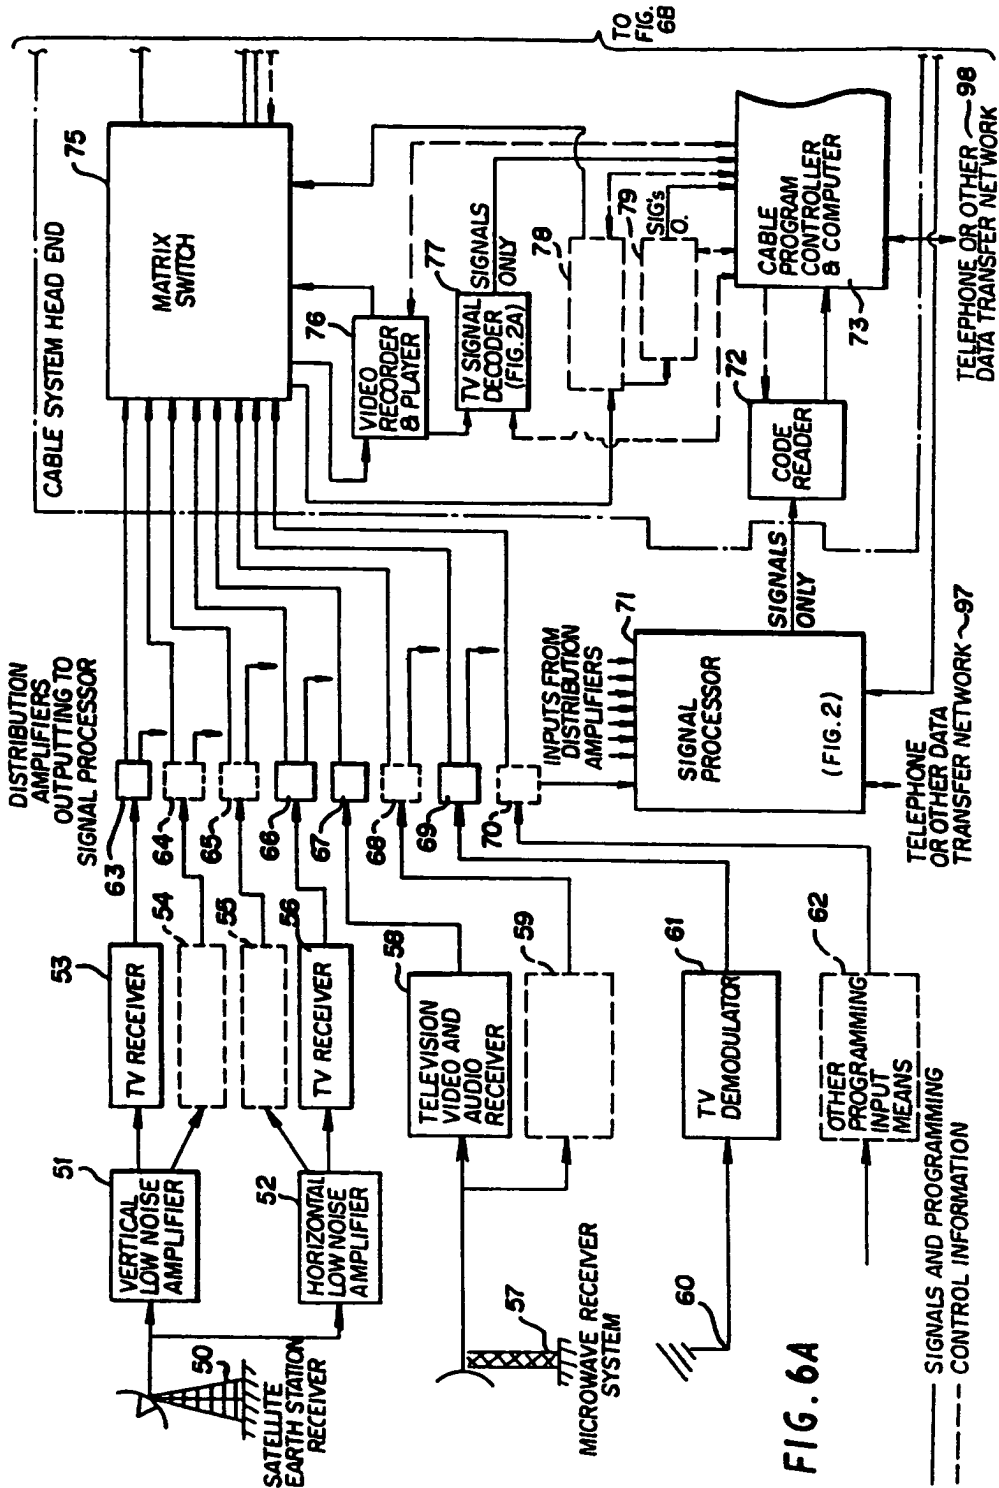 FIG. 6A
TO
FIG.
6B
CABLE SYSTEM HEAD END
75
MATRIX
SWITCH
DISTRIBUTION
AMPLIFIERS
OUTPUTTING TO
SIGNAL PROCESSOR
63
64
65
66
67
68
69
70
53
TV RECEIVER
54
55
56
TV RECEIVER
51
VERTICAL
LOW NOISE
AMPLIFIER
52
HORIZONTAL
LOW NOISE
AMPLIFIER
50
SATELLITE
EARTH STATION
RECEIVER
57
MICROWAVE RECEIVER
SYSTEM
58
TELEVISION
VIDEO AND
AUDIO
RECEIVER
59
60
61
TV
DEMODULATOR
62
OTHER
PROGRAMMING
INPUT
MEANS
INPUTS FROM
DISTRIBUTION
AMPLIFIERS
71
SIGNAL
PROCESSOR
(FIG.2)
SIGNALS
ONLY
72
CODE
READER
73
CABLE
PROGRAM
CONTROLLER
& COMPUTER
76
VIDEO
RECORDER
& PLAYER
77
TV SIGNAL
DECODER
(FIG.2A)
SIGNALS
ONLY
78
79
SIG'S
O.
TELEPHONE
OR OTHER DATA
TRANSFER NETWORK 97
TELEPHONE OR OTHER 98
DATA TRANSFER NETWORK
SIGNALS AND PROGRAMMING
CONTROL INFORMATION